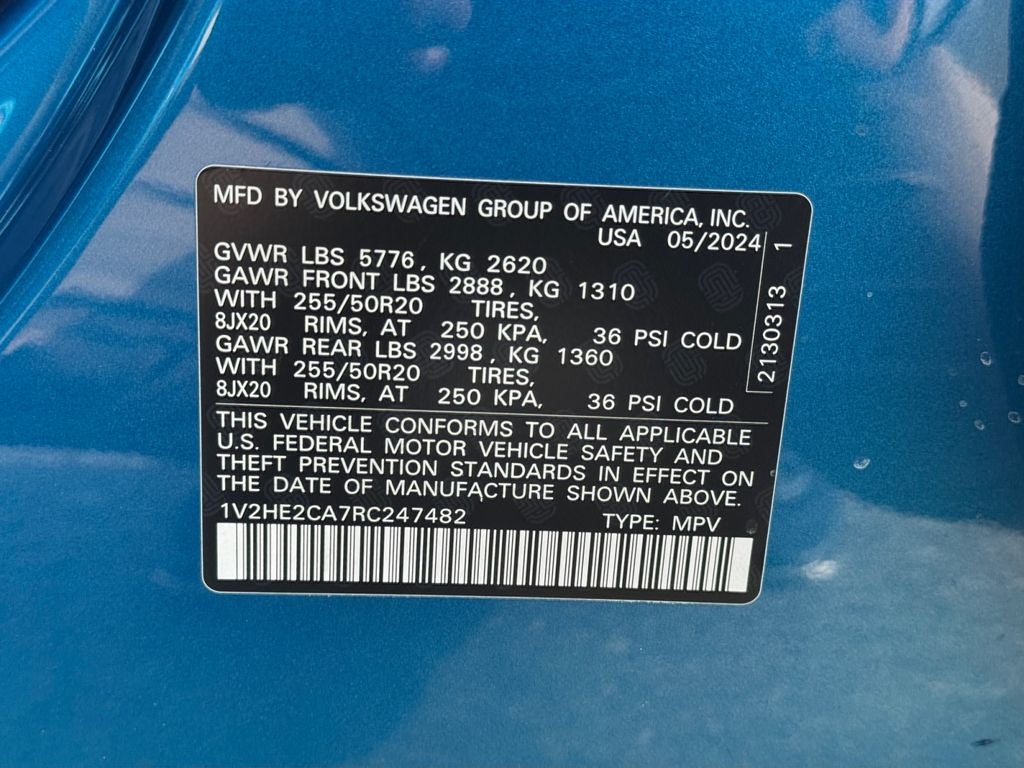 MFD BY VOLKSWAGEN GROUP OF AMERICA, INC.
USA 05/2024
GVWR LBS 5776, KG 2620
GAWR FRONT LBS 2888, KG 1310
WITH 255/50R20 TIRES,
8JX20 RIMS, AT 250 KPA, 36 PSI COLD
GAWR REAR LBS 2998, KG 1360
WITH 255/50R20 TIRES,
8JX20 RIMS, AT 250 KPA, 36 PSI COLD
2130313 1
THIS VEHICLE CONFORMS TO ALL APPLICABLE
U.S. FEDERAL MOTOR VEHICLE SAFETY AND
THEFT PREVENTION STANDARDS IN EFFECT ON
THE DATE OF MANUFACTURE SHOWN ABOVE.
1V2HE2CA7RC247482 TYPE: MPV